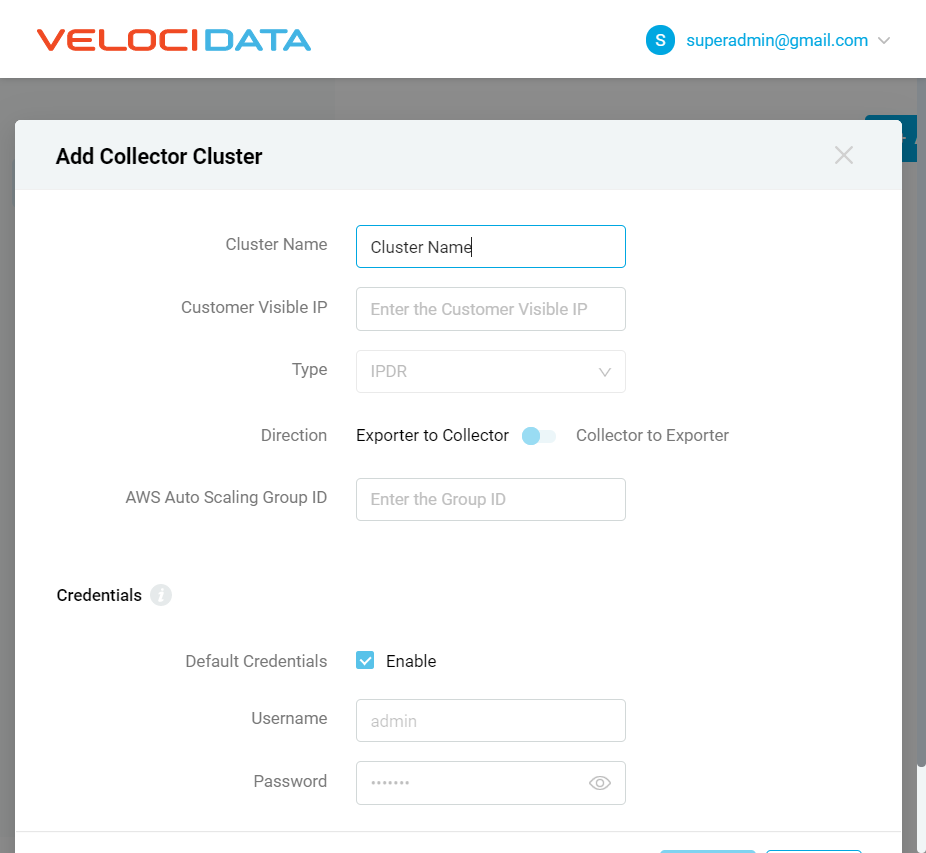 VELOCIDATA
S superadmin@gmail.com
Add Collector Cluster
Cluster Name Cluster Name
Customer Visible IP Enter the Customer Visible IP
Type IPDR
Direction Exporter to Collector Collector to Exporter
AWS Auto Scaling Group ID Enter the Group ID
Credentials i
Default Credentials Enable
Username admin
Password •••••••